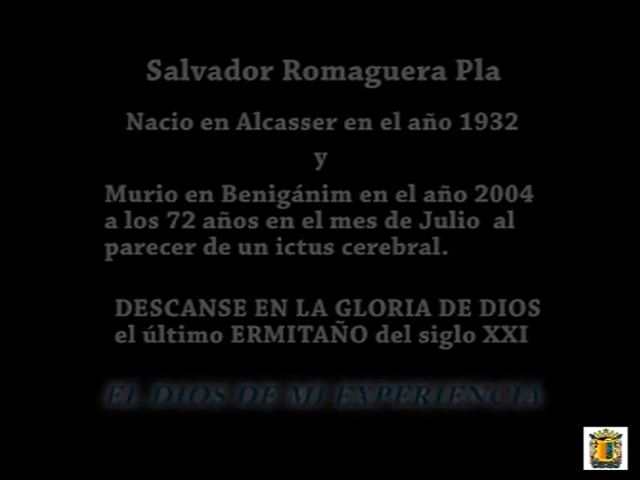 Salvador Romaguera Pla
Nacio en Alcasser en el año 1932
y
Murio en Benigánim en el año 2004
a los 72 años en el mes de Julio al
parecer de un ictus cerebral.
DESCANSE EN LA GLORIA DE DIOS
el último ERMITAÑO del siglo XXI
EL DIOS DE MI EXPERIENCIA